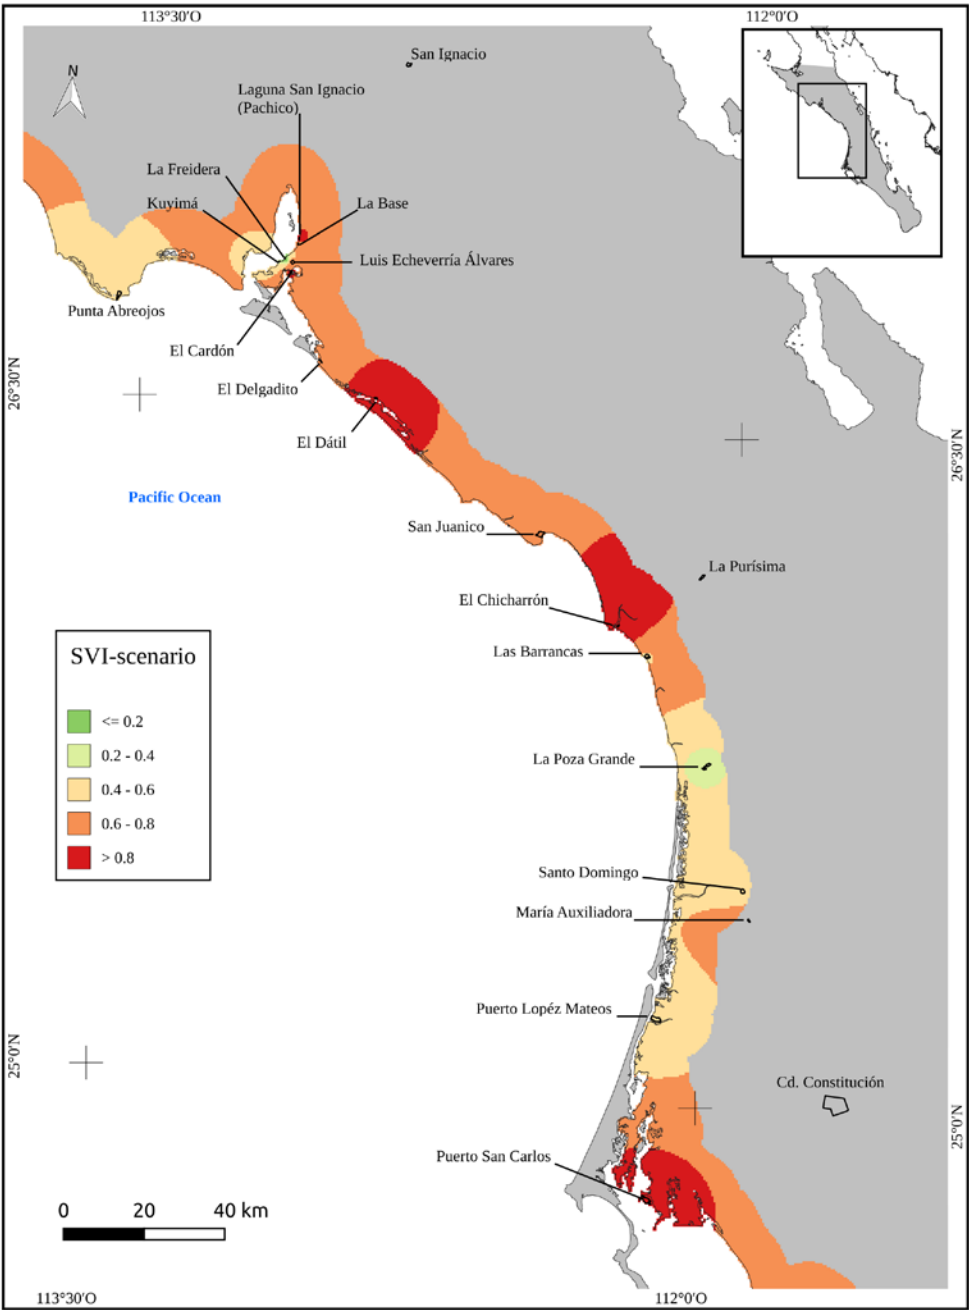 113°30′O
112°0′O
N
San Ignacio
Laguna San Ignacio
(Pachico)
La Freidera
Kuyimá
La Base
Luis Echeverría Álvares
Punta Abreojos
El Cardón
El Delgadito
26°30′N
El Dátil
26°30′N
Pacific Ocean
San Juanico
La Purísima
El Chicharrón
Las Barrancas
SVI-scenario
<= 0.2
0.2 - 0.4
0.4 - 0.6
0.6 - 0.8
> 0.8
La Poza Grande
Santo Domingo
María Auxiliadora
Puerto Lopéz Mateos
25°0′N
Cd. Constitución
25°0′N
Puerto San Carlos
0 20 40 km
113°30′O
112°0′O